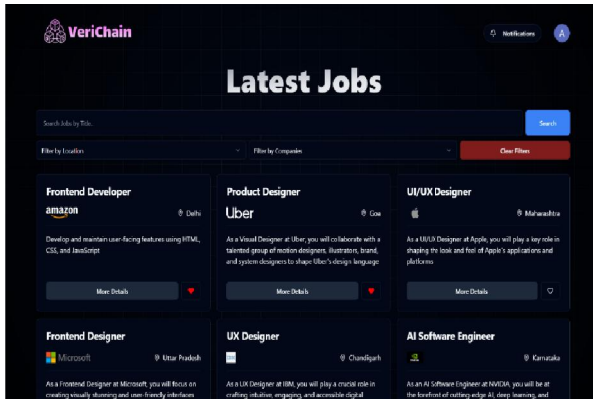 VeriChain
Notifications
A
Latest Jobs
Search Jobs by Title..
Search
Filter by Location
Filter by Companies
Clear Filters
Frontend Developer
amazon
Delhi
Develop and maintain user-facing features using HTML,
CSS, and JavaScript
More Details
Product Designer
Uber
Goa
As a Visual Designer at Uber, you will collaborate with a
talented group of motion designers, illustrators, brand,
and system designers to shape Uber's design language
More Details
UI/UX Designer
Maharashtra
As a UI/UX Designer at Apple, you will play a key role in
shaping the look and feel of Apple's applications and
platforms
More Details
Frontend Designer
Microsoft
Uttar Pradesh
As a Frontend Designer at Microsoft, you will focus on
creating visually stunning and user-friendly interfaces
UX Designer
Chandigarh
As a UX Designer at IBM, you will play a crucial role in
crafting intuitive, engaging, and accessible digital
AI Software Engineer
Karnataka
As an AI Software Engineer at NVIDIA, you will be at
the forefront of cutting-edge AI, deep learning, and